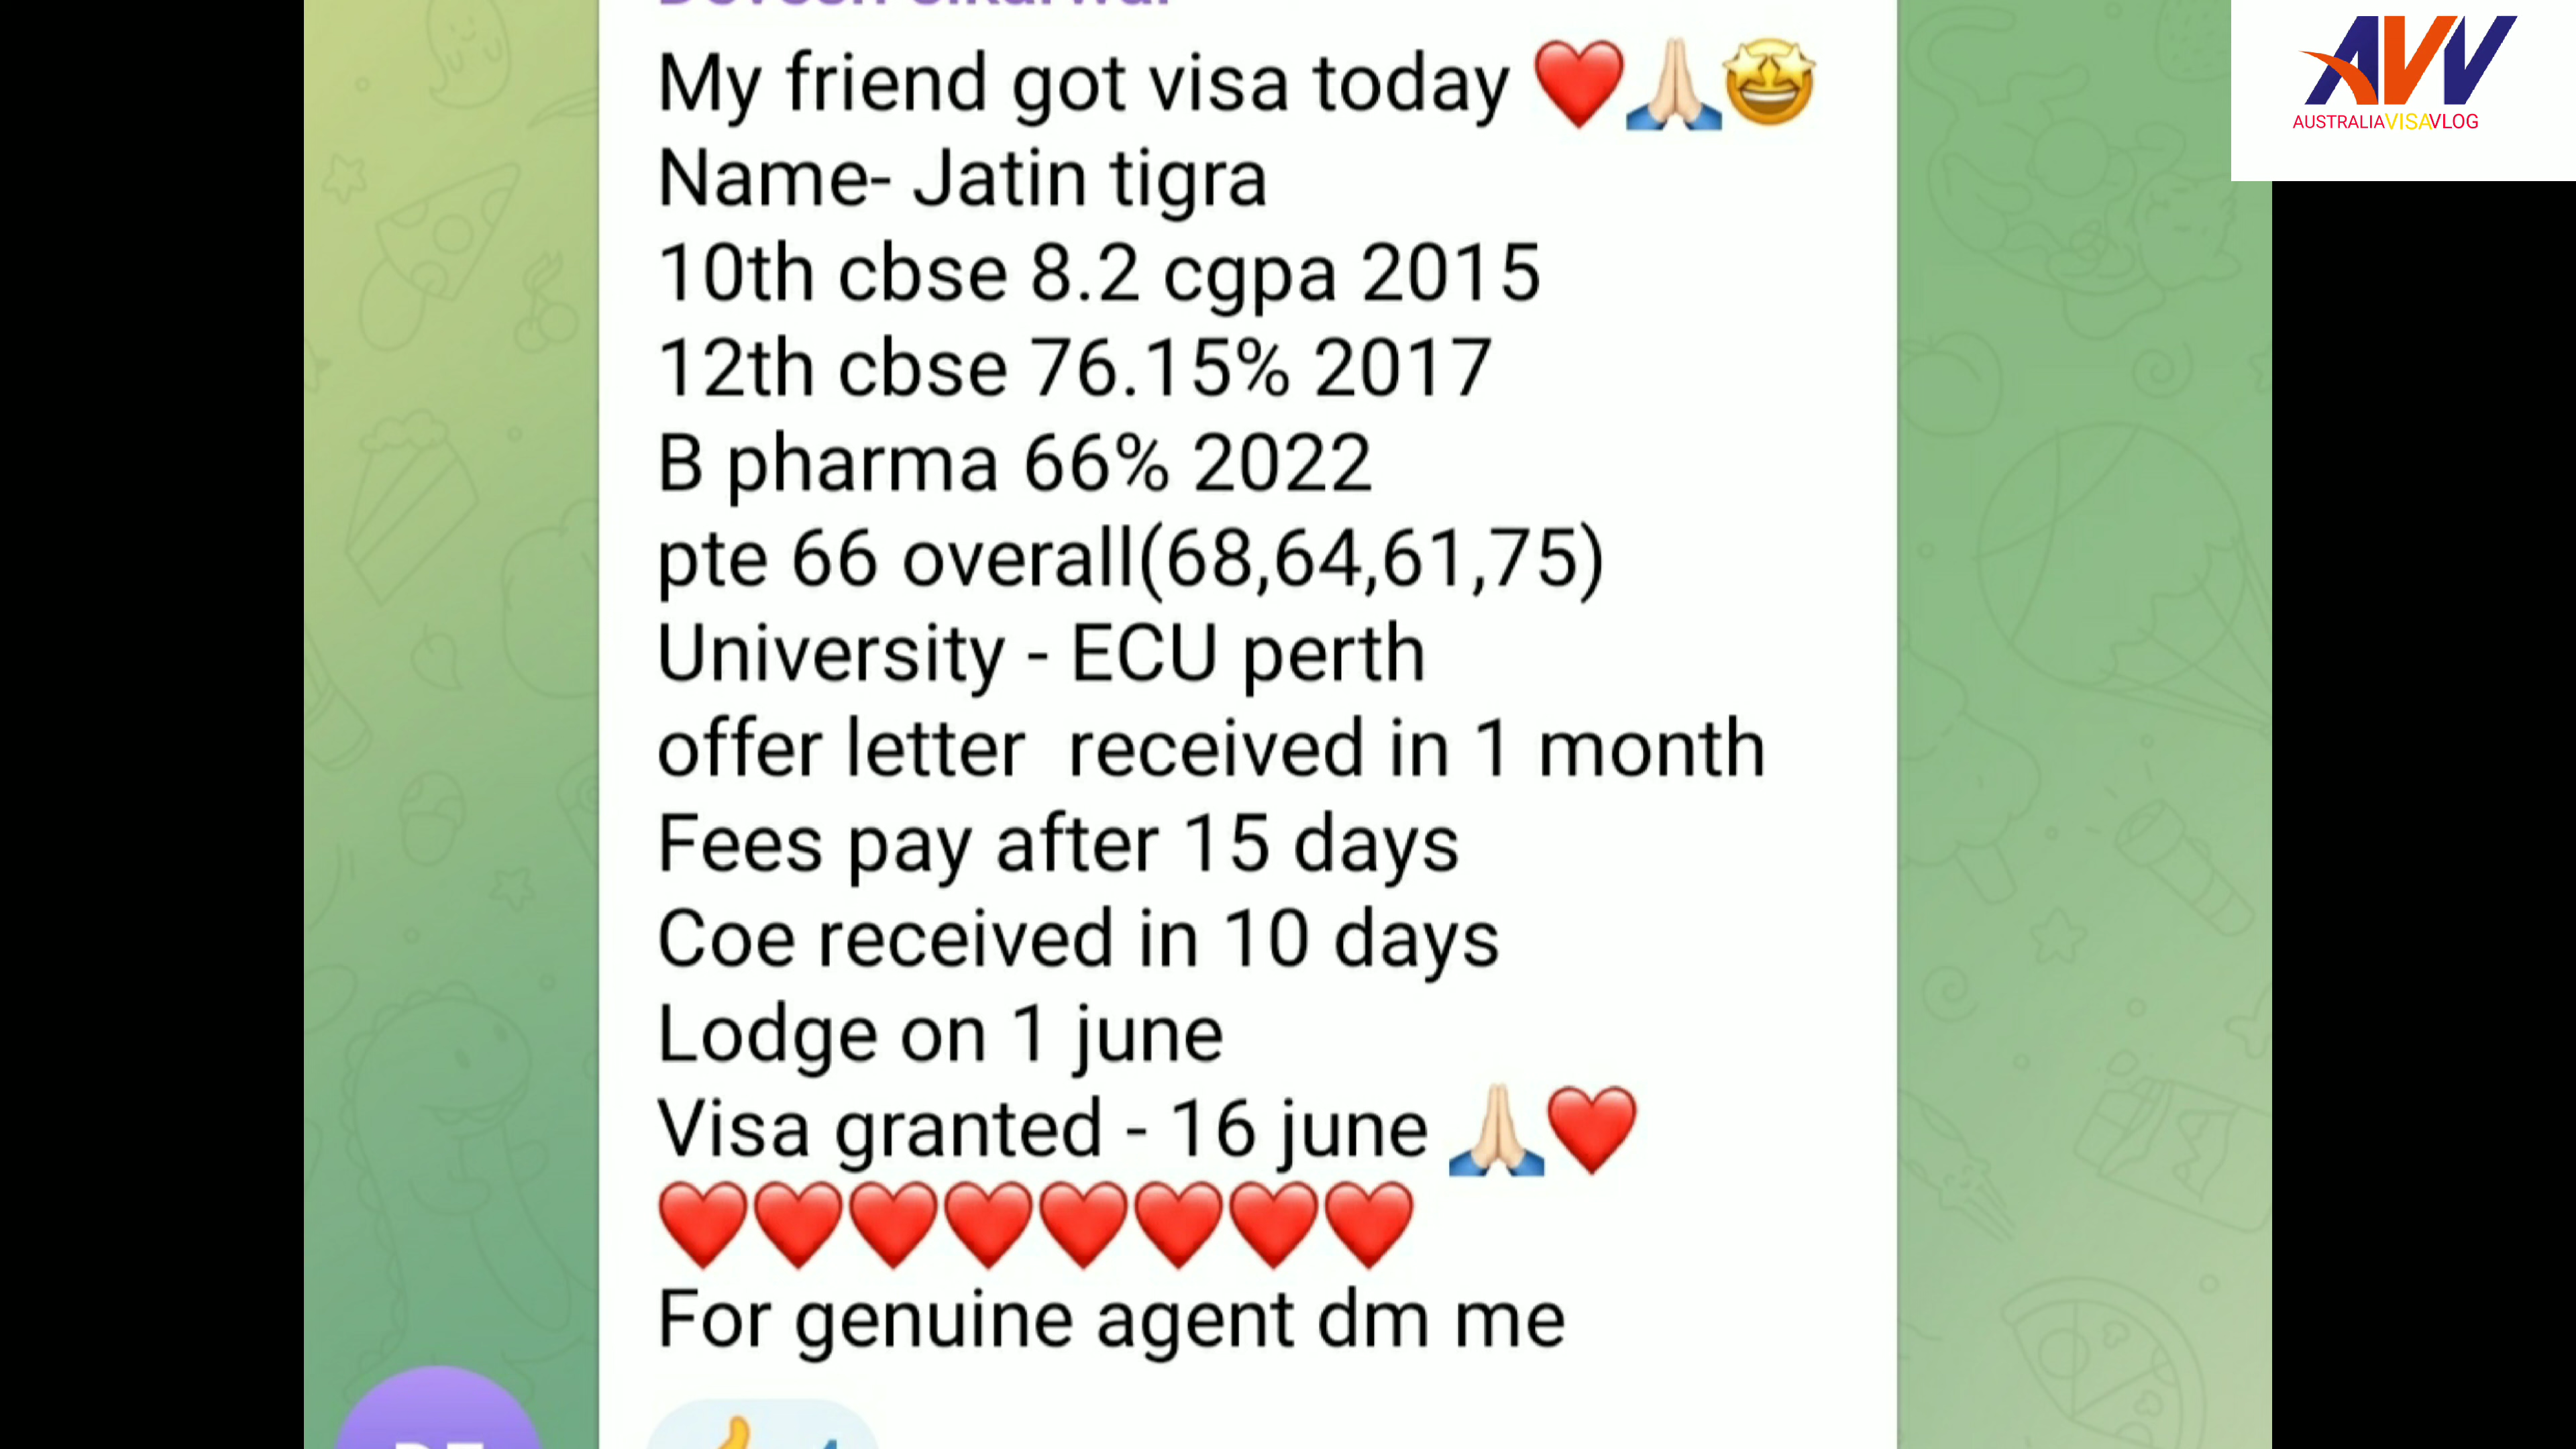 My friend got visa today ❤️🙏🏻🤩
Name- Jatin tigra
10th cbse 8.2 cgpa 2015
12th cbse 76.15% 2017
B pharma 66% 2022
pte 66 overall(68,64,61,75)
University - ECU perth
offer letter  received in 1 month
Fees pay after 15 days
Coe received in 10 days
Lodge on 1 june
Visa granted - 16 june 🙏🏻❤️
❤️❤️❤️❤️❤️❤️❤️❤️
For genuine agent dm me
AVV
AUSTRALIAVISAVLOG